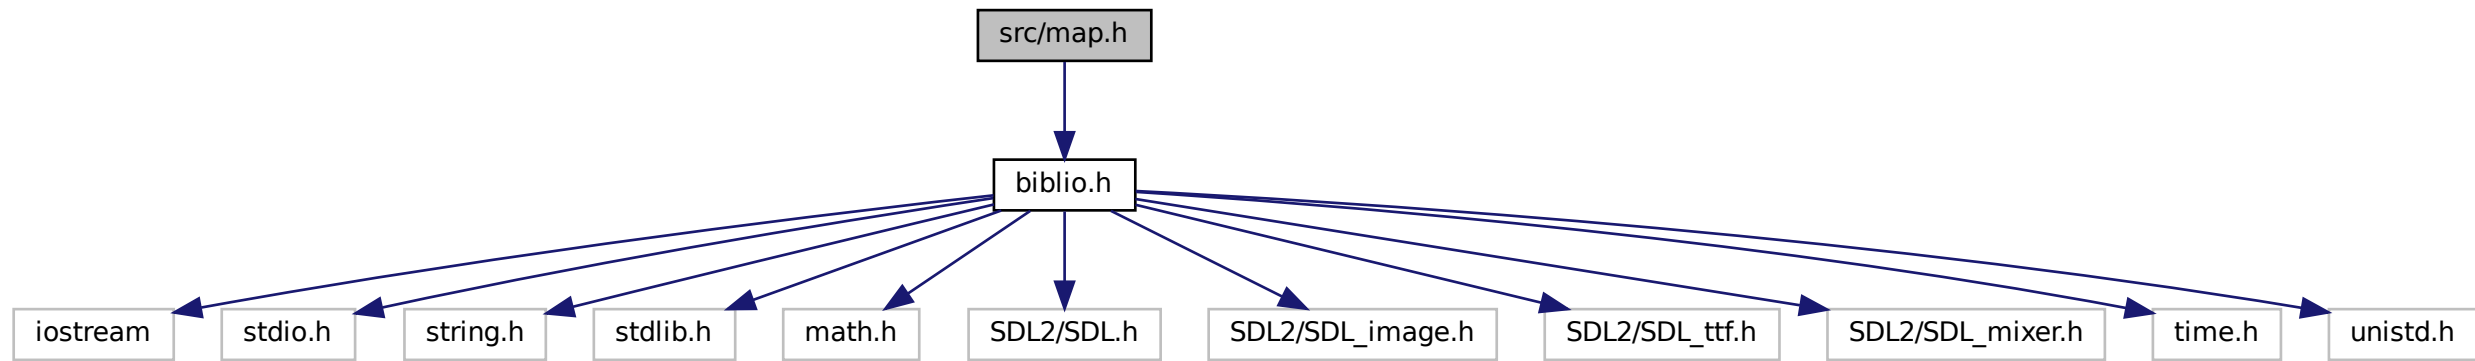 src/map.h
biblio.h
iostream
stdio.h
string.h
stdlib.h
math.h
SDL2/SDL.h
SDL2/SDL_image.h
SDL2/SDL_ttf.h
SDL2/SDL_mixer.h
time.h
unistd.h